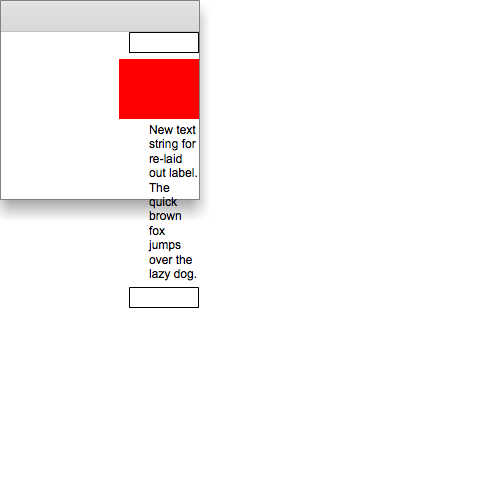 New text
string for
re-laid
out label.
The
quick
brown
fox
jumps
over the
lazy dog.